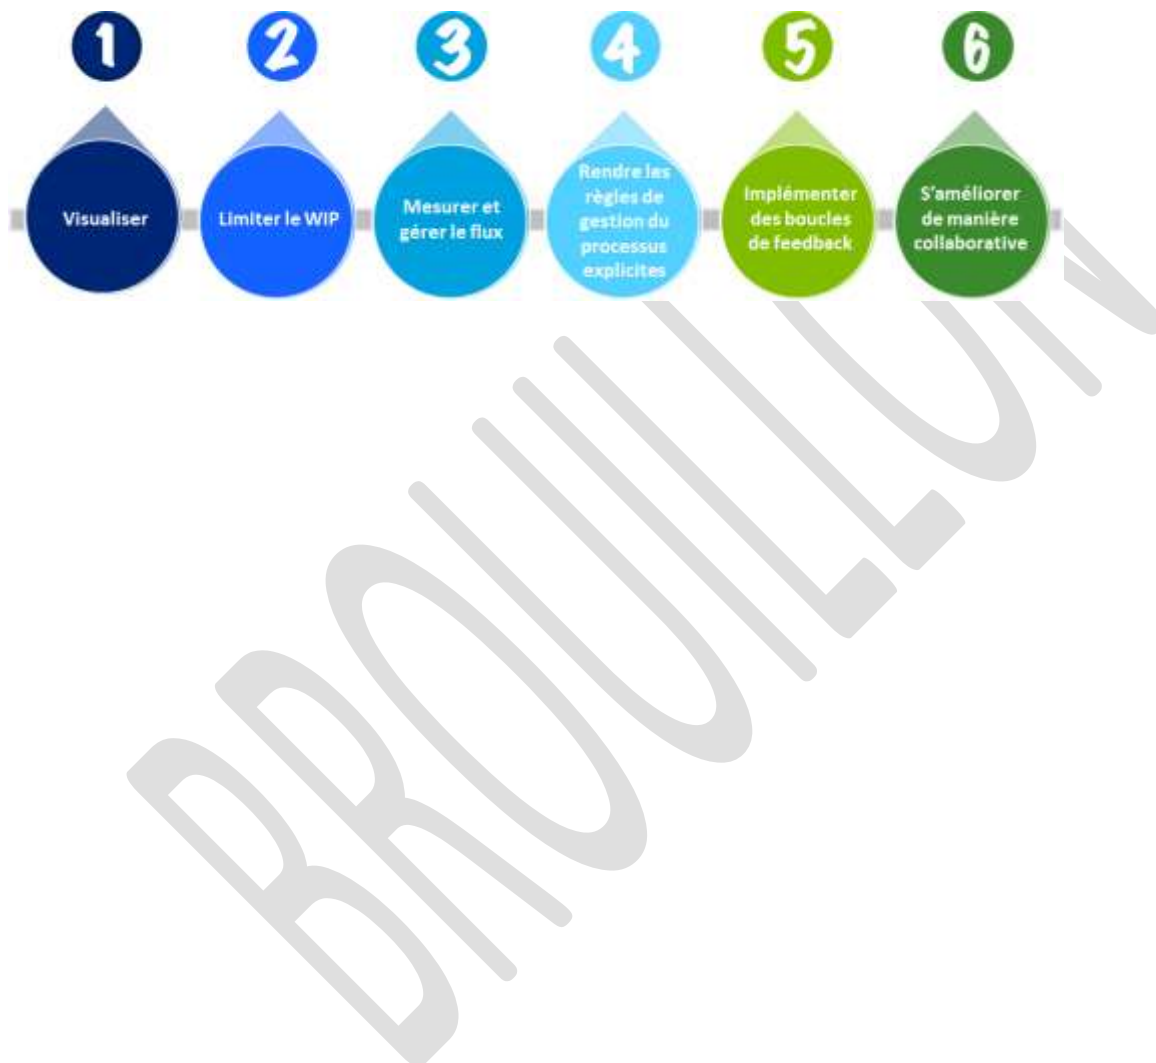 1
2
3
4
5
6
Visualiser
Limiter le WIP
Mesurer et
gérer le flux
Rendre les
règles de
gestion du
processus
explicites
Implémenter
des boucles
de feedback
S'améliorer
de manière
collaborative
BROUILLON